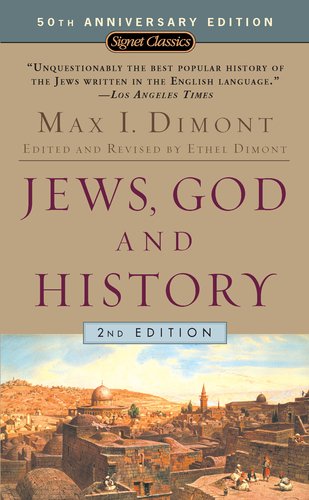 50TH ANNIVERSARY EDITION
Signet Classics
"UNQUESTIONABLY THE BEST POPULAR HISTORY OF
THE JEWS WRITTEN IN THE ENGLISH LANGUAGE."
—LOS ANGELES TIMES
MAX I. DIMONT
EDITED AND REVISED BY ETHEL DIMONT
JEWS, GOD
AND
HISTORY
2ND EDITION